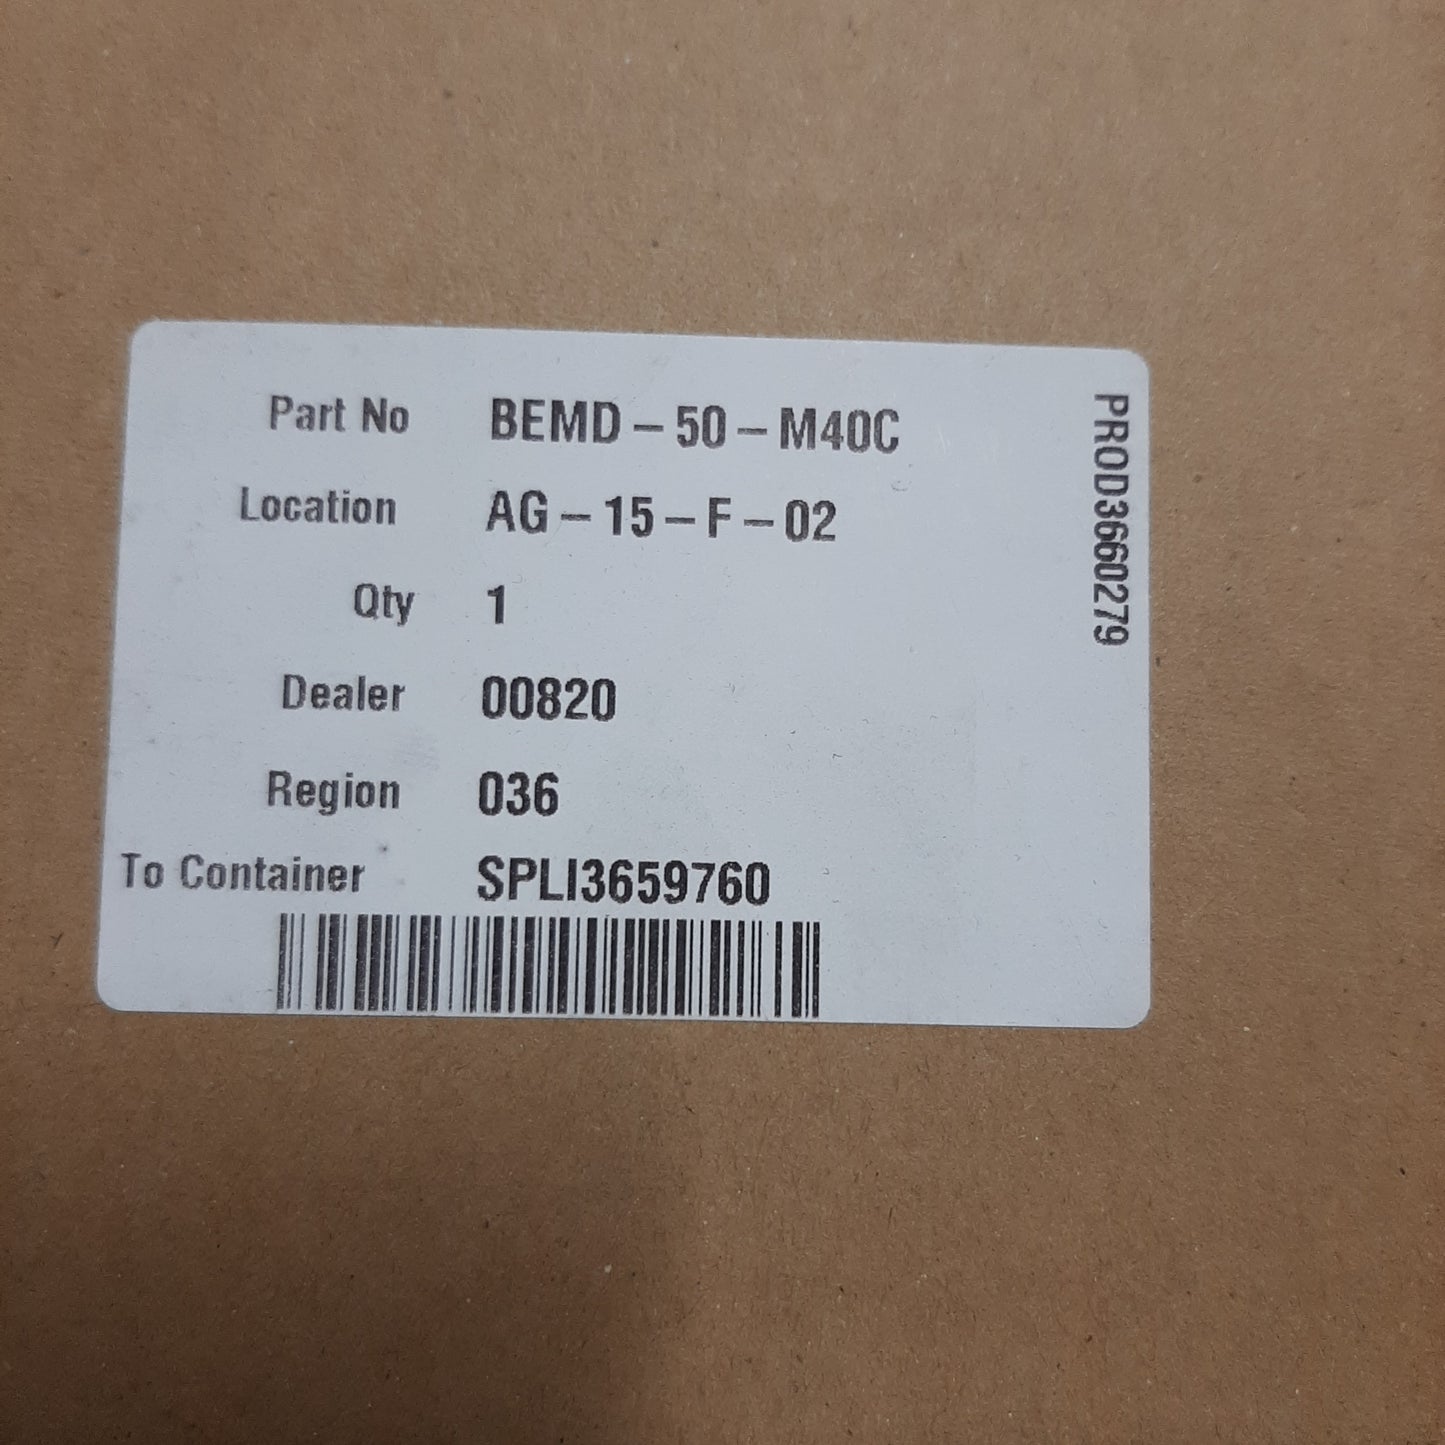 Part No BEMD-50-M40C
Location AG-15-F-02
Qty 1
Dealer 00820
Region 036
To Container SPLI3659760
PROD3660279